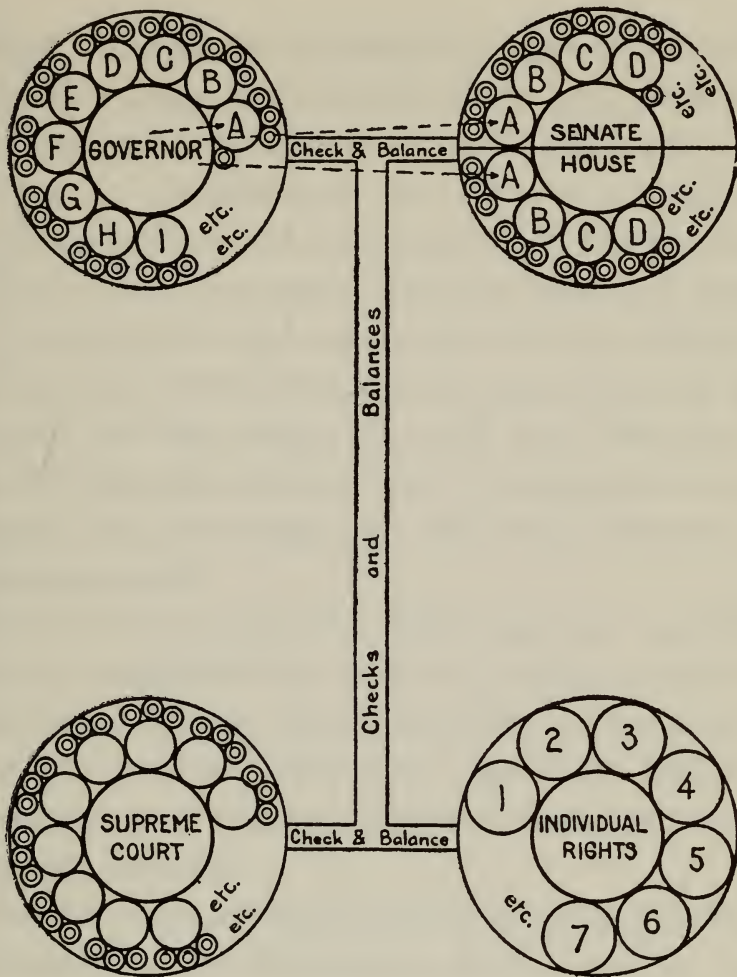 A
B
C
D
E
F
G
H
I
etc.
etc.
GOVERNOR
Check & Balance
A
B
C
D
etc.
etc.
SENATE
HOUSE
A
B
C
D
etc.
etc.
Checks and Balances
SUPREME
COURT
etc.
etc.
Check & Balance
1
2
3
4
5
6
7
etc.
INDIVIDUAL
RIGHTS